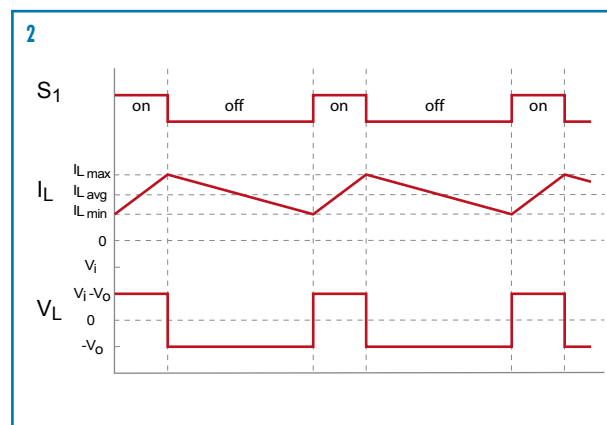 2
S1
on off on off on
IL max
IL
IL avg
IL min
0
Vi
Vi -Vo
VL
0
-Vo